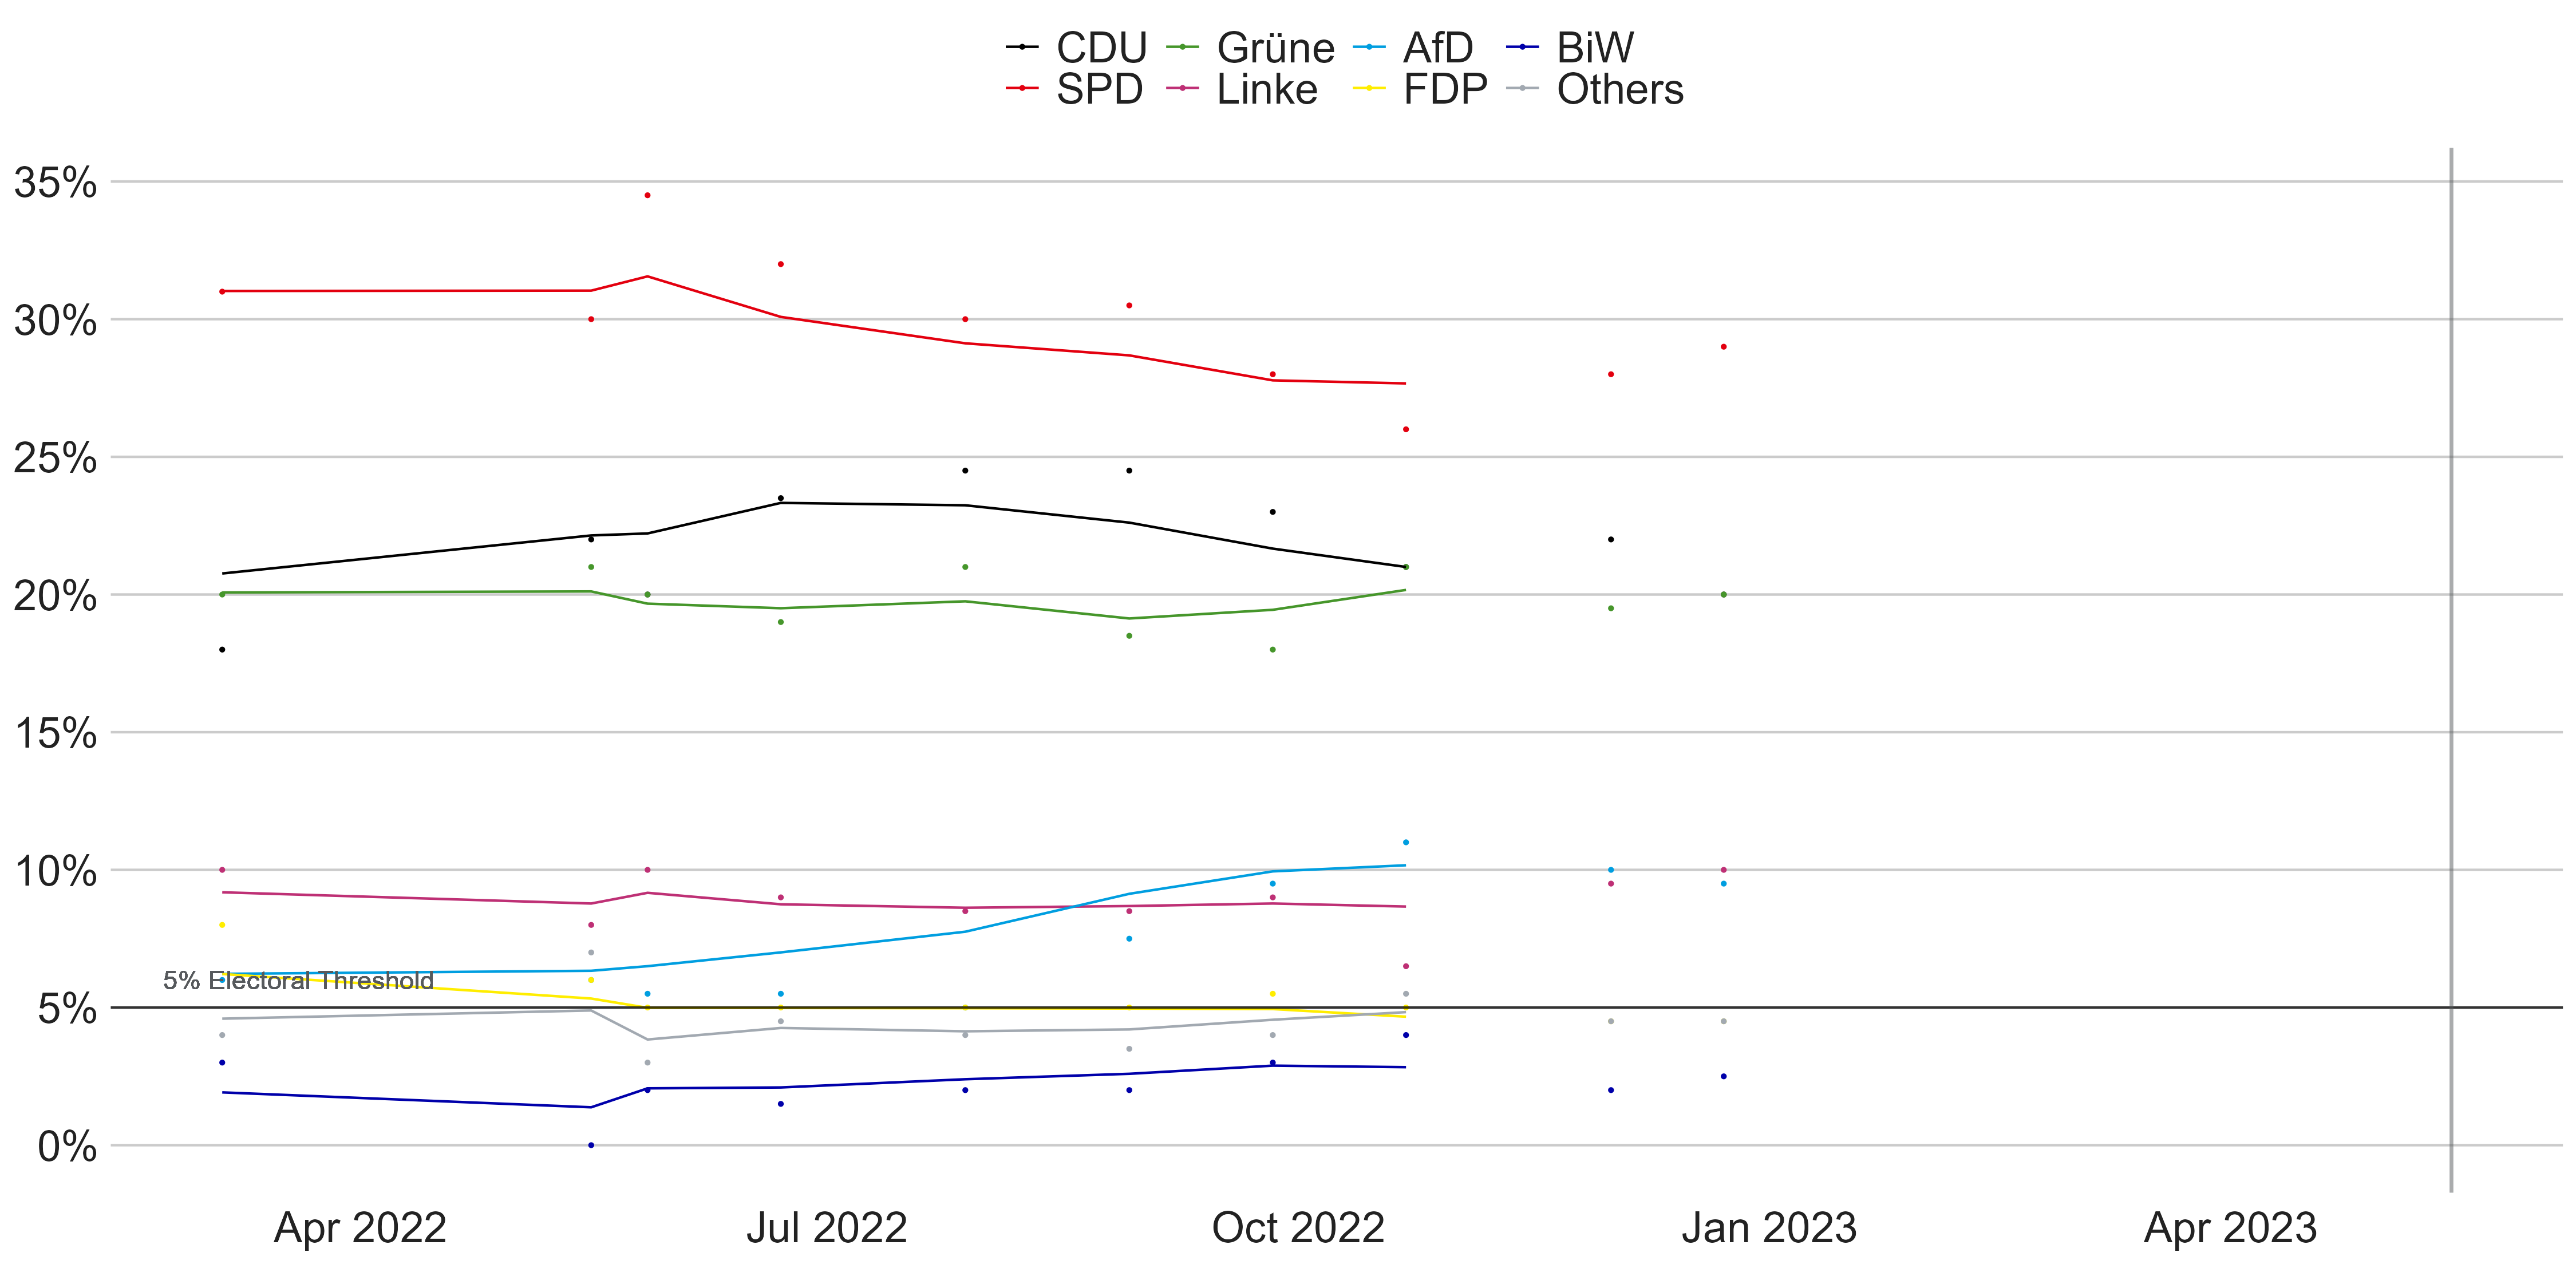 CDU Grüne AfD BiW
SPD Linke FDP Others
35%
30%
25%
20%
15%
10%
5% Electoral Threshold
5%
0%
Apr 2022 Jul 2022 Oct 2022 Jan 2023 Apr 2023